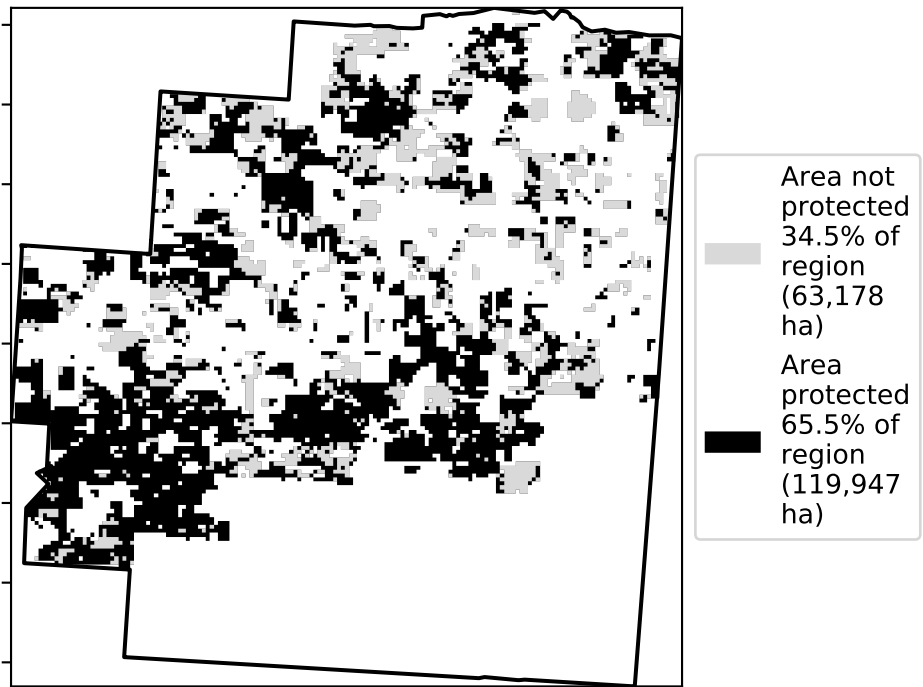 Area not
protected
34.5% of
region
(63,178
ha)
Area
protected
65.5% of
region
(119,947
ha)